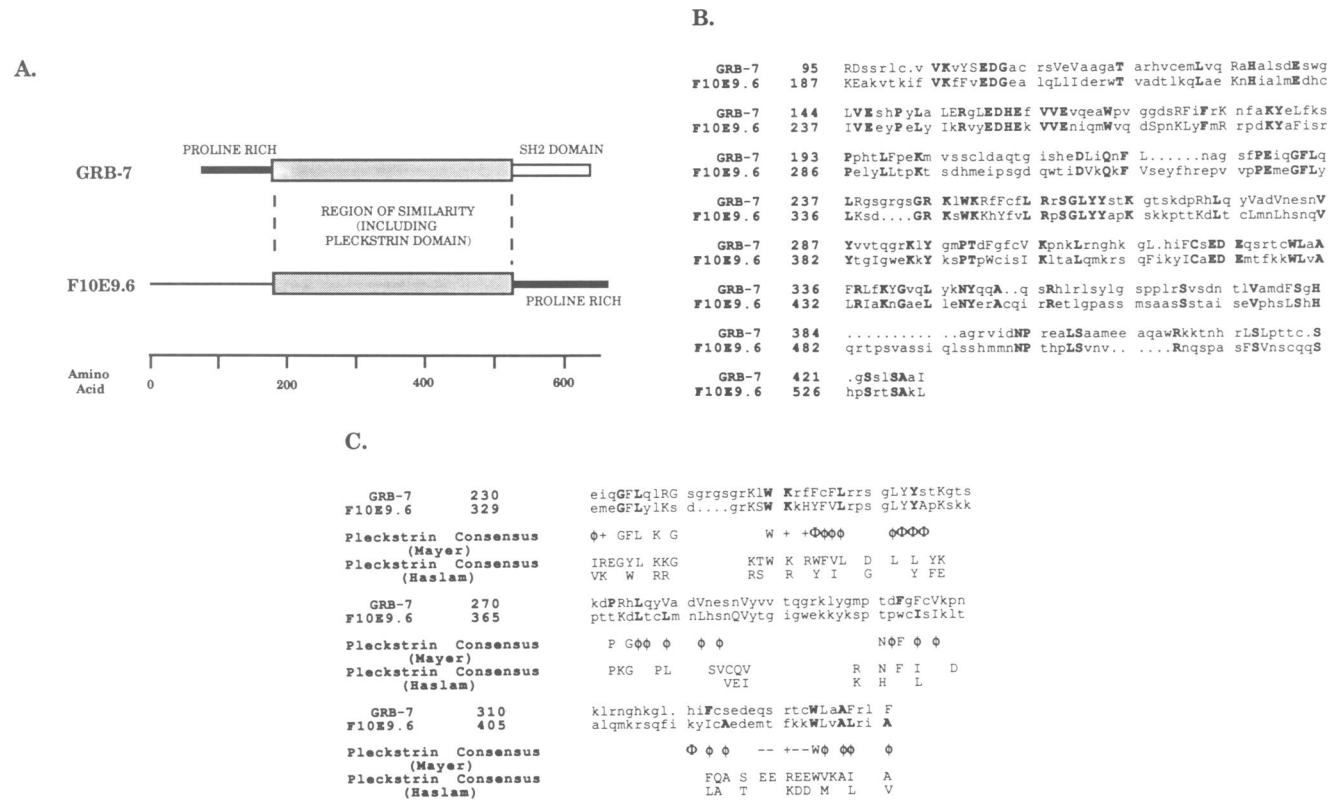 A.
PROLINE RICH
SH2 DOMAIN
GRB-7
REGION OF SIMILARITY
(INCLUDING
PLECKSTRIN DOMAIN)
F10E9.6
PROLINE RICH
Amino
Acid
0 200 400 600
B.
GRB-7 95 RDssrlc.v VKvYSEDGac rsVeVaagaT arhvcemLvq RaHalsdEswg
F10E9.6 187 KEakvtkif VKfFvEDGea lqLLIderwT vadtlkqLae KnHialmEdhc
GRB-7 144 LVEshPyLaL ERgLEDHEf VVEvqeaWpv ggdsRFiFrK nfaKYeLfks
F10E9.6 237 IVEeyPeLy IkRvyEDHEk VVEniqmWvq dSpnKLyFmR rpdKYaFisr
GRB-7 193 PphtLFpeKm vsscldaqtg isheDLiQnF L......nag sfPEiqGFLq
F10E9.6 286 PelyLLtpKt sdhmeipsgd qwtiDVkQkF Vseyfhrepv vpPEmeGFLy
GRB-7 237 LRgsgrgsGR KlWKRfFcfL RrSGLYYstK gtskdpRhLq yVadVnesnV
F10E9.6 336 LKsd....GR KsWKKhYfvL RpSGLYYapK skkpttKdLt cLmnLhsnqV
GRB-7 287 YvvtqgrKlY gmPTDfgfcV KpnkLrnghk gL.hiFCsED EqsrtcWLaA
F10E9.6 382 YtgIgweKkY ksPTpWcisI KltaLqmkrs qFikyICaED EmtfkkWLvA
GRB-7 336 FRLfKYGvqL ykNYqqA..q sRhlrlsylg spplrSvsdn tlVamdFSgH
F10E9.6 432 LRIaKnGaeL leNYerAcqi rRetlgpass msaasSstai seVphsLShH
GRB-7 384 .......... ..agrvidNP reaLSaamee aqawRkktnh rLSLpttc.S
F10E9.6 482 qrtpsvassi qlsshmmnNP thpLSvnv.. ....RnqspasFSVnscqqS
GRB-7 421 .gSslSAaI
F10E9.6 526 hpSrtSAkL
C.
GRB-7 230 eiqGFLqlRG sgrgsgrKlW KrfFcFLrrs gLYYstKgts
F10E9.6 329 emeGFLylKs d....grKSW KkHYFVLrps gLYYApKskk
Pleckstrin Consensus ϕ+ GFL K G W + +Φϕϕϕ ϕΦΦΦ
(Mayer)
Pleckstrin Consensus IREGYL KKG KTW K RWFVL D L L YK
(Haslam) VK W RR RS R Y I G Y FE
GRB-7 270 kdPRhLqyVa dVnesnVyvv tqgrklygmp tdFgFcVkpn
F10E9.6 365 pttKdLtcLm nLhsnQVytg igwekkyksp tpwcIsIklt
Pleckstrin Consensus P Gϕϕ ϕ ϕ ϕ NϕF ϕ ϕ
(Mayer)
Pleckstrin Consensus PKG PL SVCQV R N F I D
(Haslam) VEI K H L
GRB-7 310 klrnghkgl. hiFcsedeqs rtcWLaAFrl F
F10E9.6 405 alqmkrsqfi kyIcAedemt fkkWLvALri A
Pleckstrin Consensus Φ ϕ ϕ -- +--Wϕ ϕϕ ϕ
(Mayer)
Pleckstrin Consensus FQA S EE REEWVKAI A
(Haslam) LA T KDD M L V